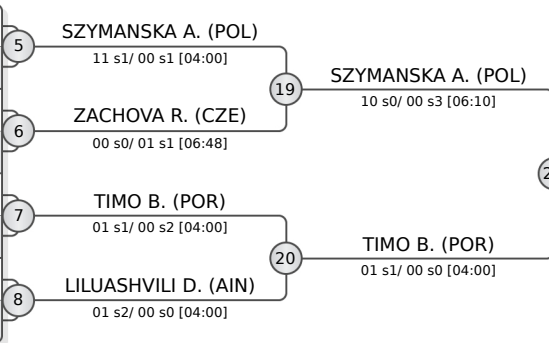 5
SZYMANSKA A. (POL)
11 s1/ 00 s1 [04:00]
19
SZYMANSKA A. (POL)
10 s0/ 00 s3 [06:10]
6
ZACHOVA R. (CZE)
00 s0/ 01 s1 [06:48]
7
TIMO B. (POR)
01 s1/ 00 s2 [04:00]
20
TIMO B. (POR)
01 s1/ 00 s0 [04:00]
8
LILUASHVILI D. (AIN)
01 s2/ 00 s0 [04:00]